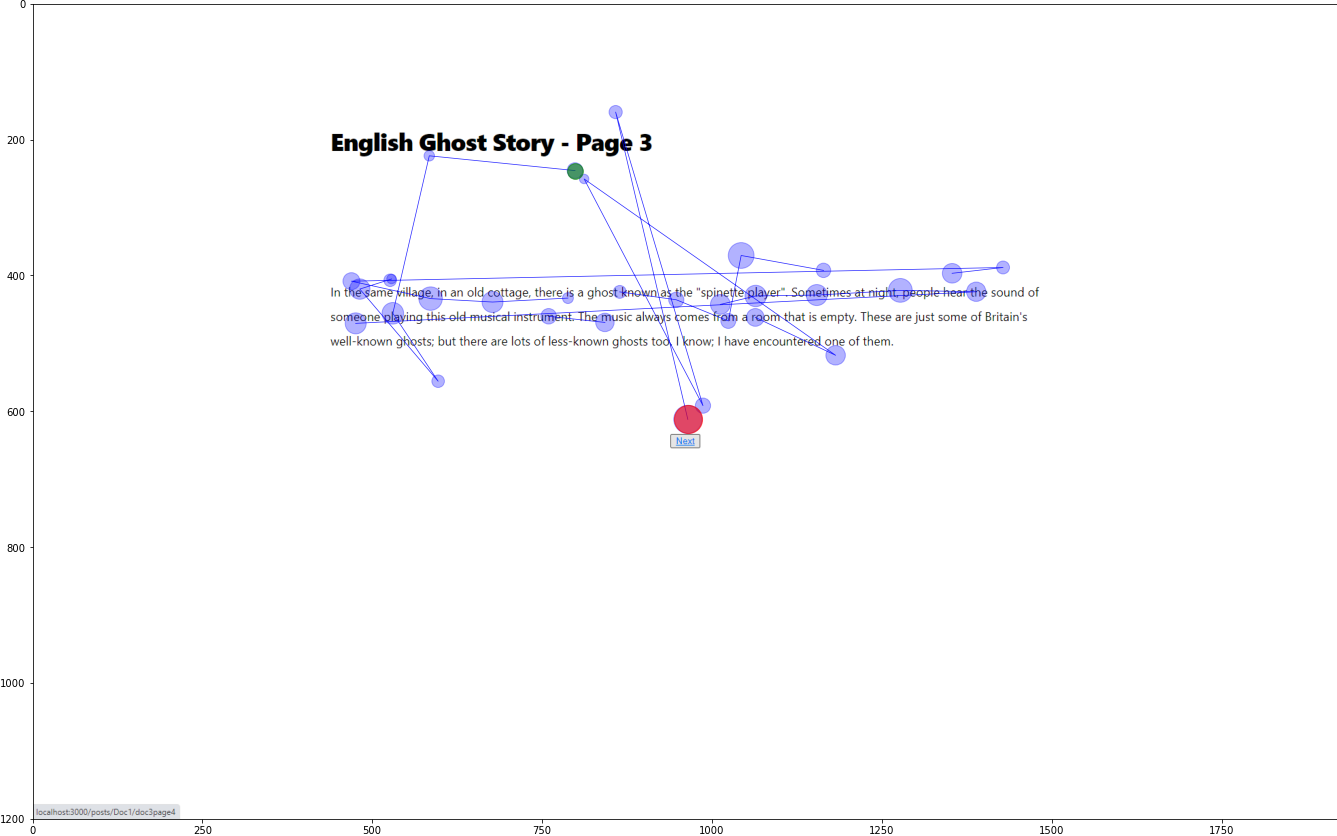 0
200
400
600
800
1000
1200
English Ghost Story - Page 3
In the same village, in an old cottage, there is a ghost known as the "spinette player". Sometimes at night, people hear the sound of
someone playing this old musical instrument. The music always comes from a room that is empty. These are just some of Britain's
well-known ghosts; but there are lots of less-known ghosts too. I know; I have encountered one of them.
Next
localhost:3000/posts/Doc1/doc3page4
0 250 500 750 1000 1250 1500 1750